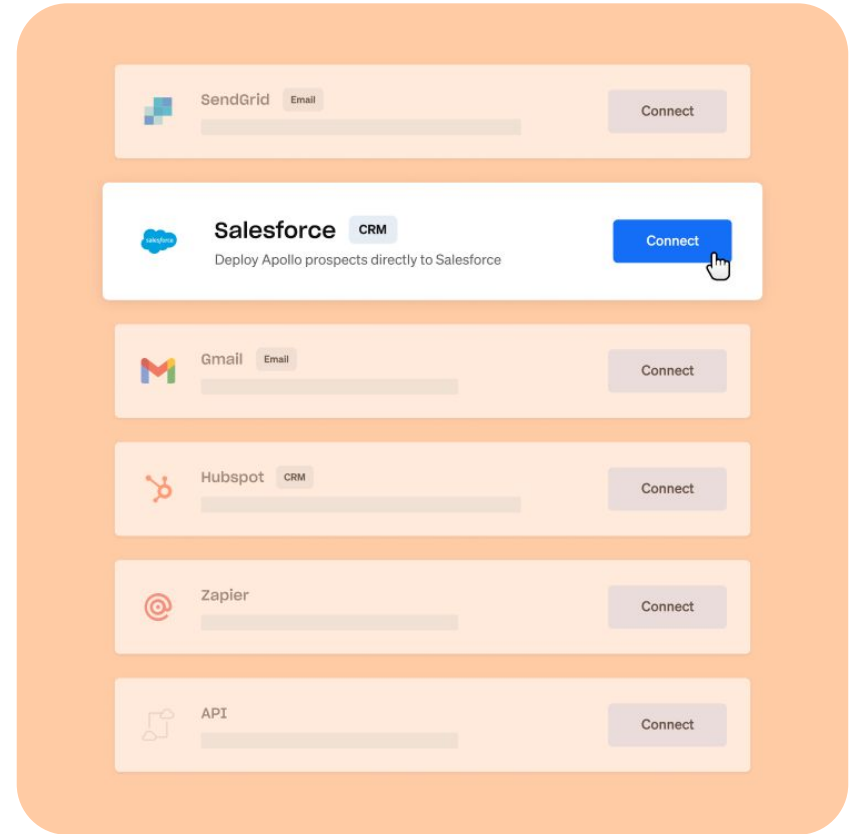 SendGrid Email
Connect
salesforce
Salesforce CRM
Deploy Apollo prospects directly to Salesforce
Connect
Gmail Email
Connect
Hubspot CRM
Connect
Zapier
Connect
API
Connect